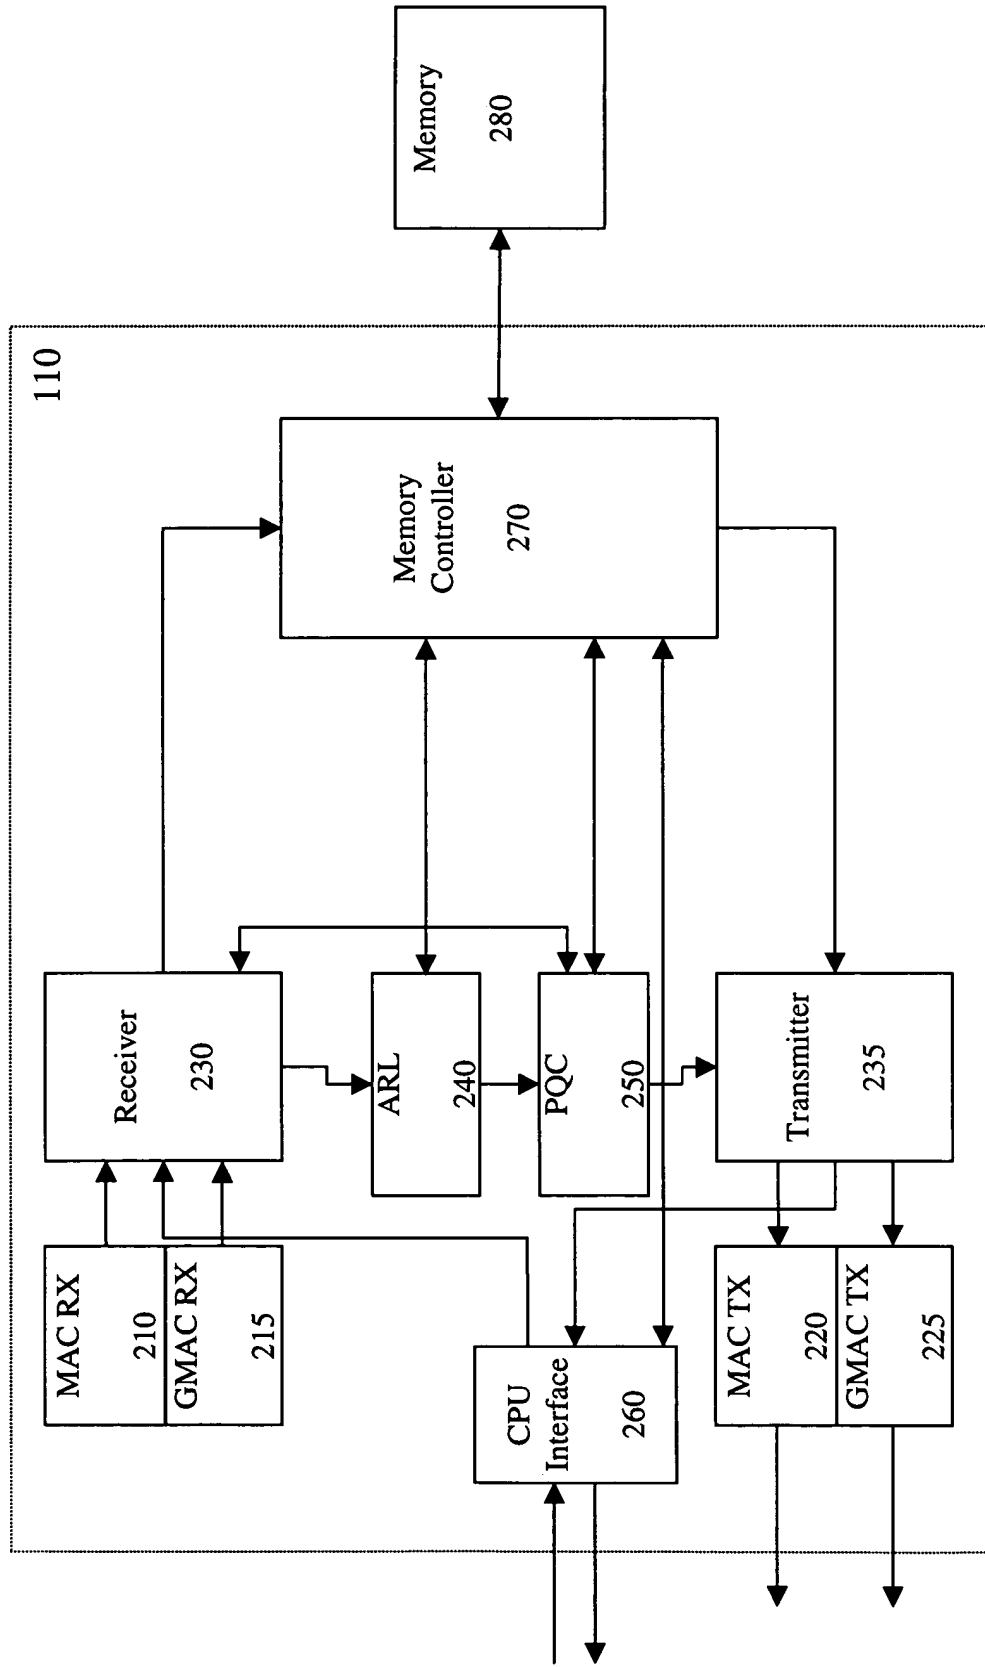 110
MAC RX
210
GMAC RX
215
Receiver
230
ARL
240
PQC
250
CPU
Interface
260
Memory
Controller
270
Memory
280
MAC TX
220
GMAC TX
225
Transmitter
235